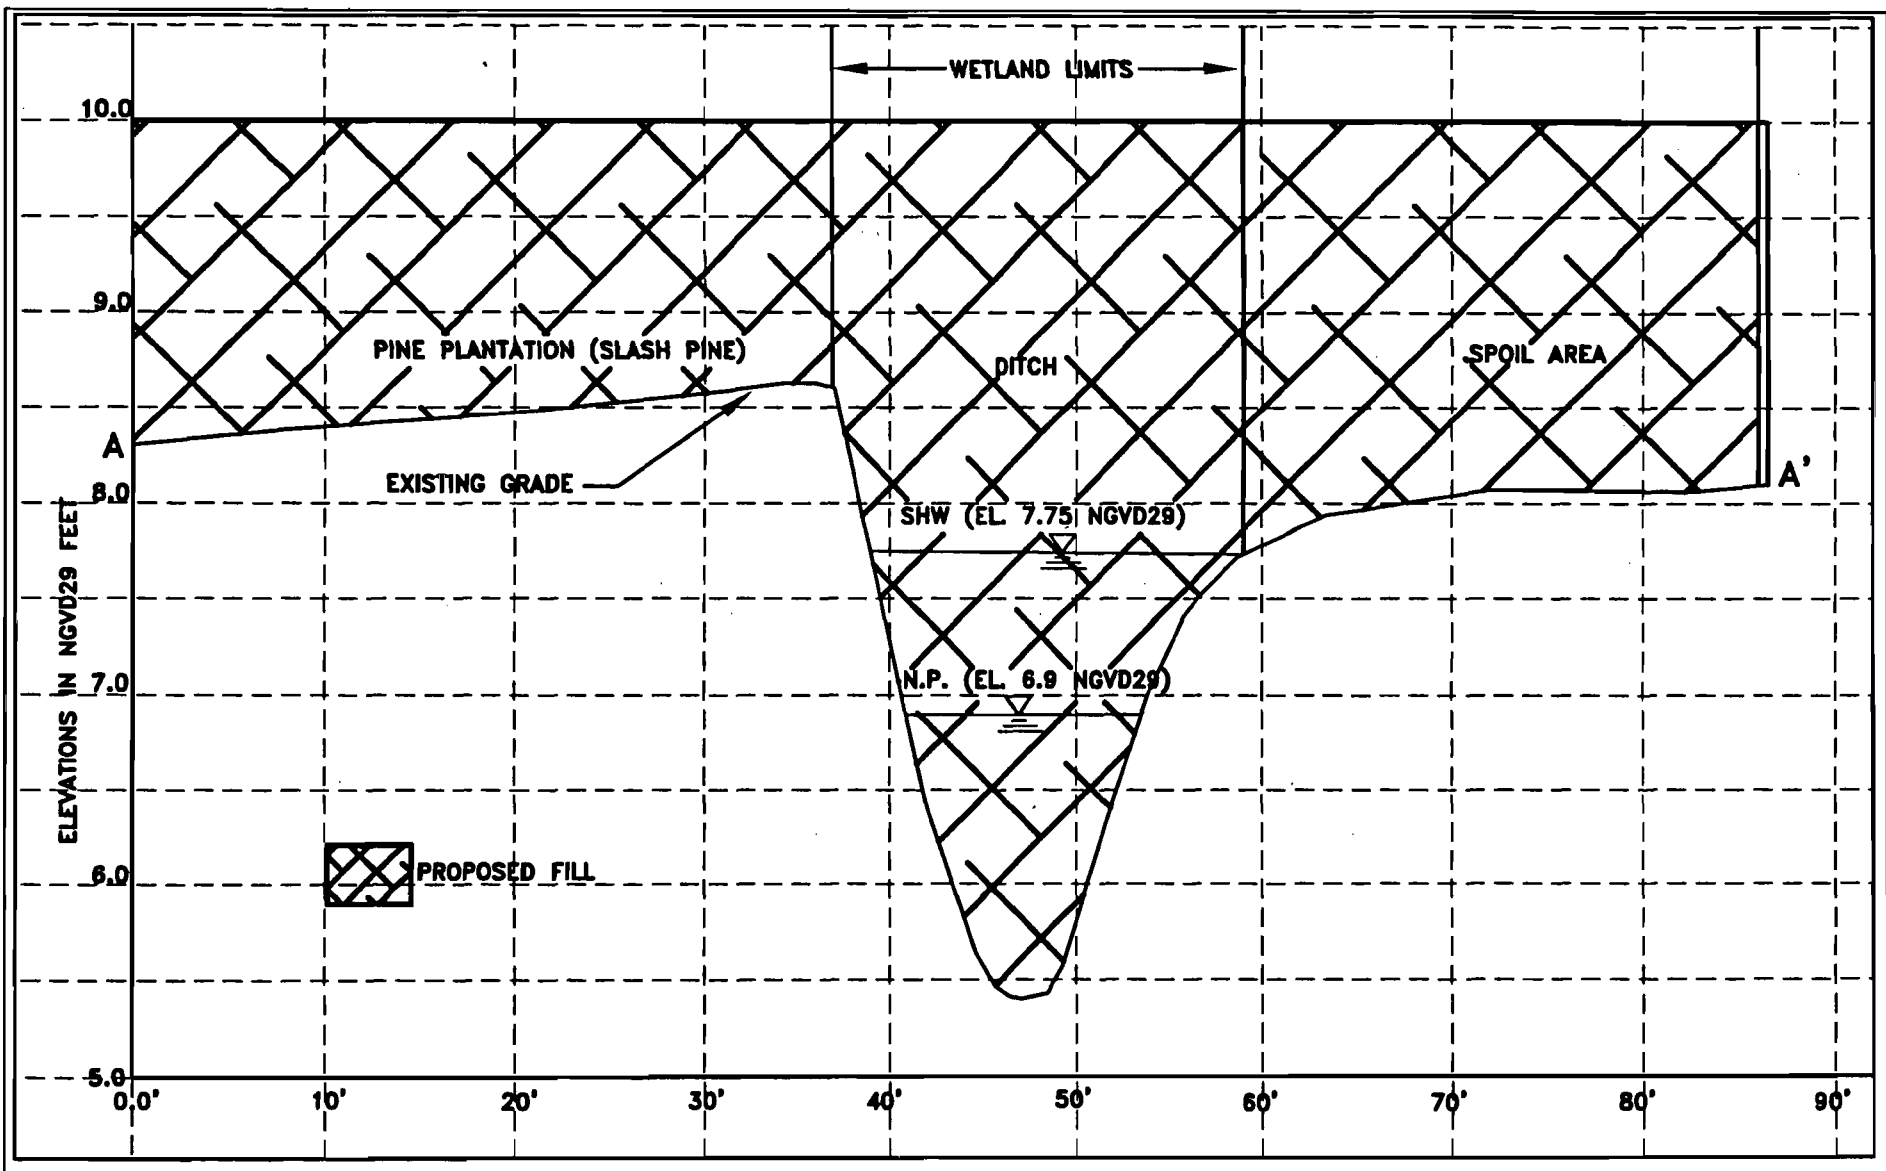 WETLAND LIMITS
10.0
9.0
PINE PLANTATION (SLASH PINE)
DITCH
SPOIL AREA
A
A'
EXISTING GRADE
8.0
SHW (EL. 7.75 NGVD29)
7.0
N.P. (EL. 6.9 NGVD29)
ELEVATIONS IN NGVD29 FEET
6.0
PROPOSED FILL
5.0
0.0' 10' 20' 30' 40' 50' 60' 70' 80' 90'